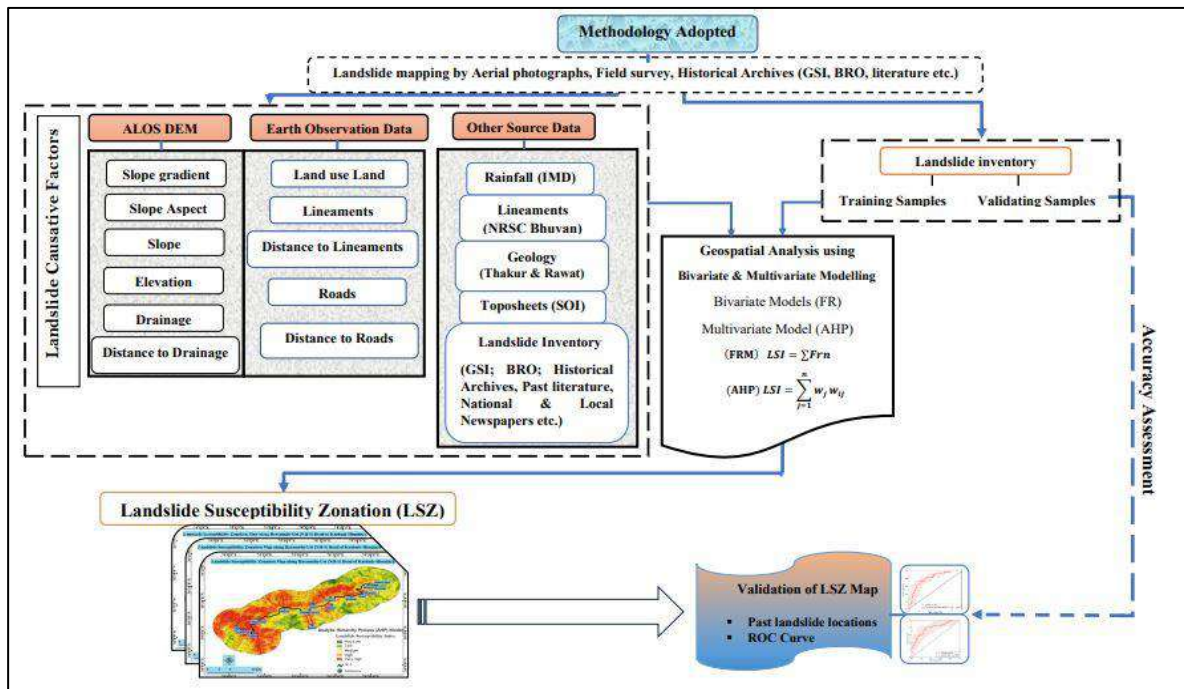 Methodology Adopted
Landslide mapping by Aerial photographs, Field survey, Historical Archives (GSI, BRO, literature etc.)
Landslide Causative Factors
ALOS DEM
Slope gradient
Slope Aspect
Slope
Elevation
Drainage
Distance to Drainage
Earth Observation Data
Land use Land
Lineaments
Distance to Lineaments
Roads
Distance to Roads
Other Source Data
Rainfall (IMD)
Lineaments
(NRSC Bhuvan)
Geology
(Thakur & Rawat)
Toposheets (SOI)
Landslide Inventory
(GSI; BRO; Historical
Archives, Past literature,
National & Local
Newspapers etc.)
Landslide inventory
Training Samples Validating Samples
Geospatial Analysis using
Bivariate & Multivariate Modelling
Bivariate Models (FR)
Multivariate Model (AHP)
(FRM) LSI = ∑Frn
(AHP) LSI = ∑ⁿⱼ₌₁ wⱼ wᵢⱼ
Accuracy Assessment
Landslide Susceptibility Zonation (LSZ)
Validation of LSZ Map
▪ Past landslide locations
▪ ROC Curve